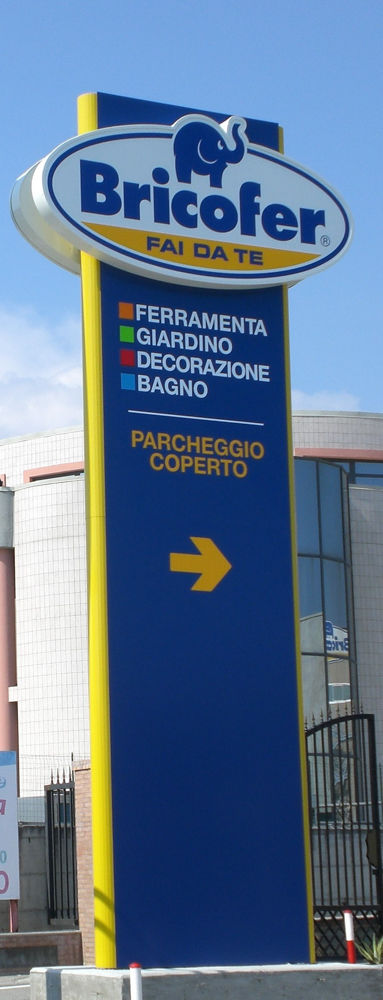 Bricofer®
FAI DA TE
FERRAMENTA
GIARDINO
DECORAZIONE
BAGNO
PARCHEGGIO
COPERTO